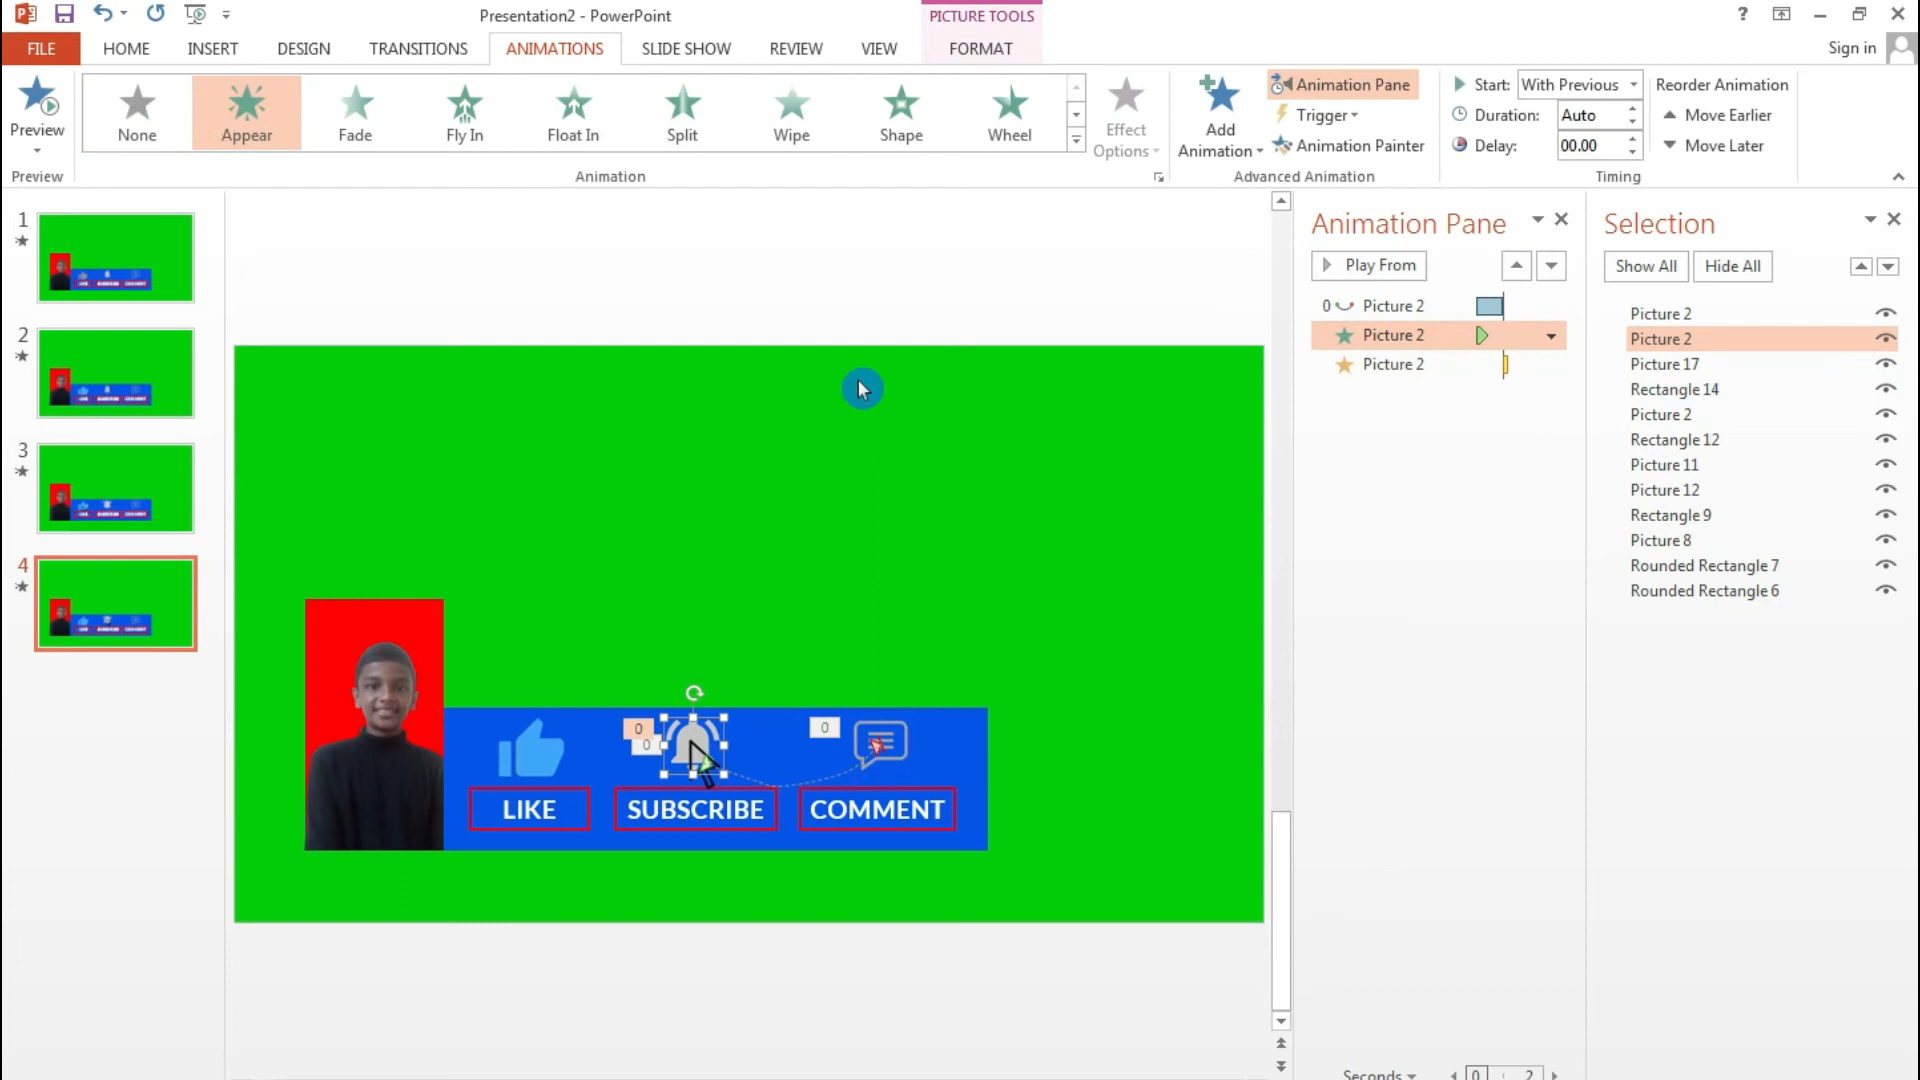 Presentation2 - PowerPoint
PICTURE TOOLS
?
FILE
HOME
INSERT
DESIGN
TRANSITIONS
ANIMATIONS
SLIDE SHOW
REVIEW
VIEW
FORMAT
Sign in
Preview
None
Appear
Fade
Fly In
Float In
Split
Wipe
Shape
Wheel
Effect
Options
Add
Animation
Animation Pane
Trigger
Animation Painter
Start: With Previous
Duration: Auto
Delay: 00.00
Reorder Animation
Move Earlier
Move Later
Preview
Animation
Advanced Animation
Timing
1
2
3
4
0
0
0
LIKE
SUBSCRIBE
COMMENT
Animation Pane
Play From
0 Picture 2
Picture 2
Picture 2
Seconds
0
2
Selection
Show All
Hide All
Picture 2
Picture 2
Picture 17
Rectangle 14
Picture 2
Rectangle 12
Picture 11
Picture 12
Rectangle 9
Picture 8
Rounded Rectangle 7
Rounded Rectangle 6